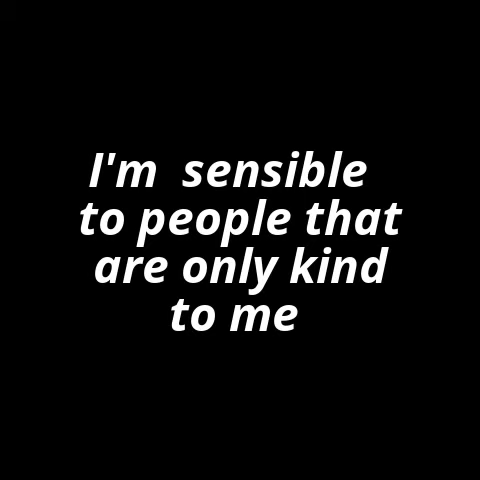 I'm  sensible
to people that
are only kind
to me